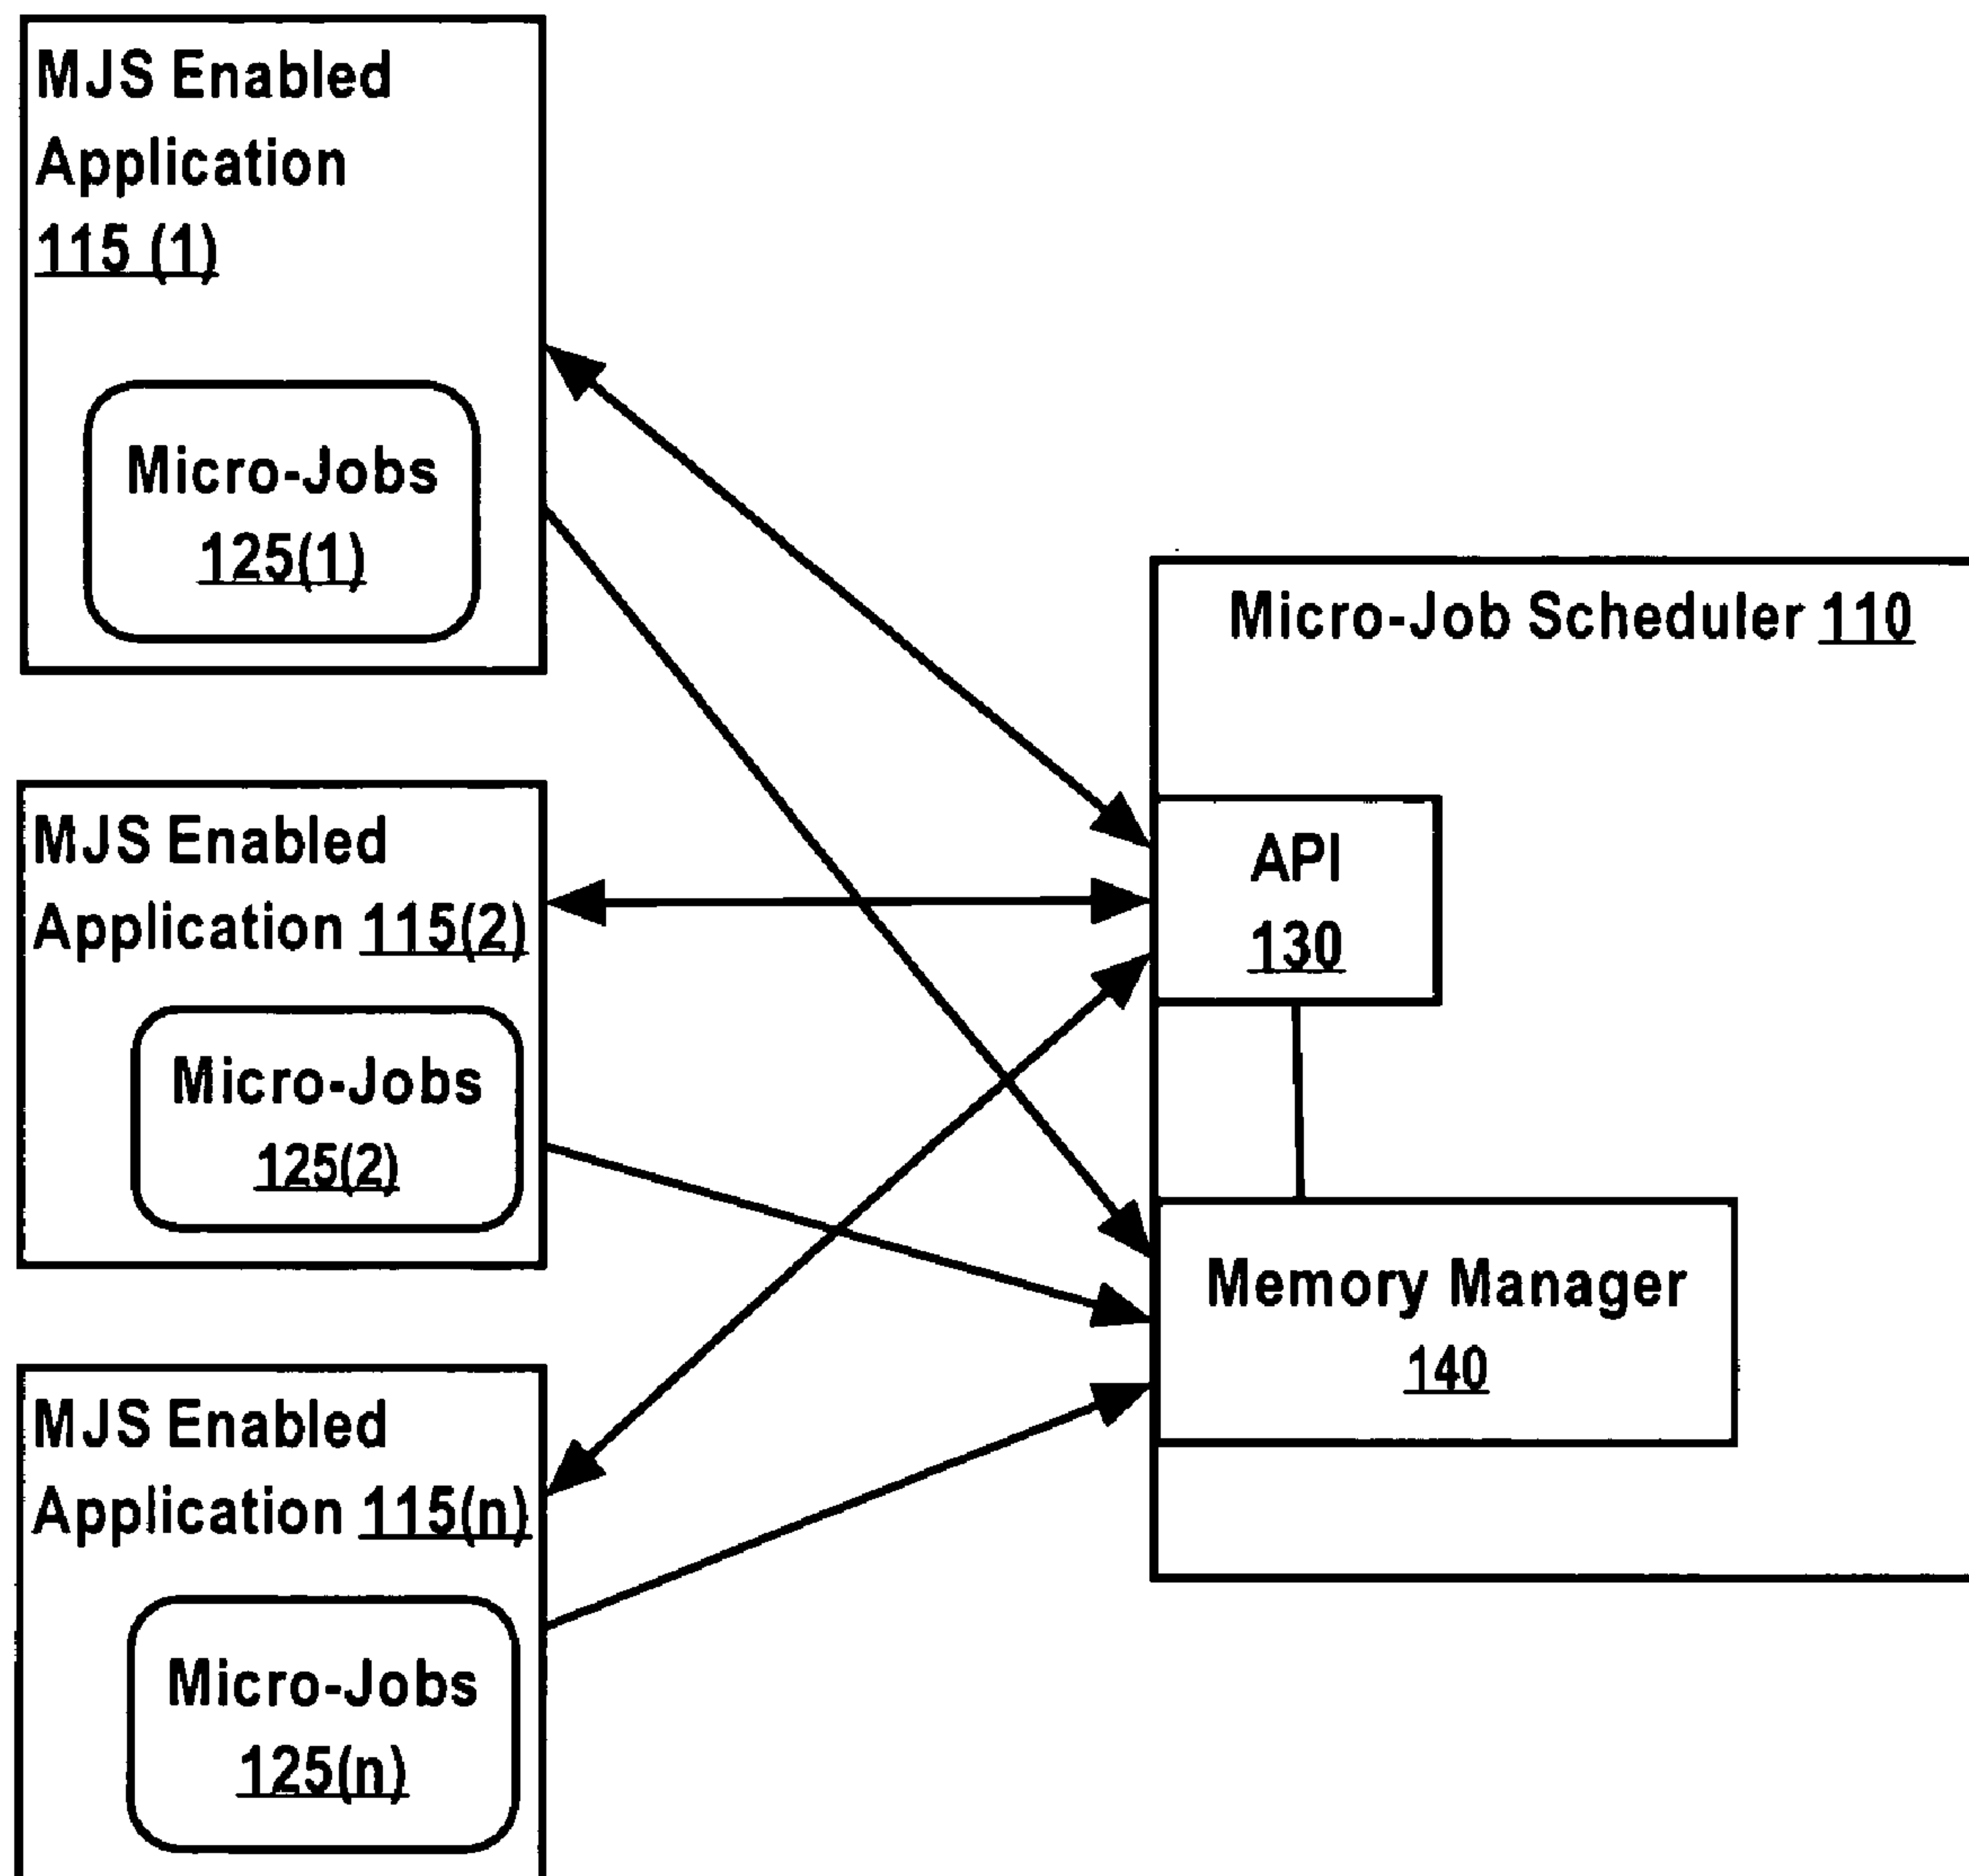 MJS Enabled
Application
115 (1)
Micro-Jobs
125(1)
MJS Enabled
Application 115(2)
Micro-Jobs
125(2)
MJS Enabled
Application 115(n)
Micro-Jobs
125(n)
Micro-Job Scheduler 110
API
130
Memory Manager
140